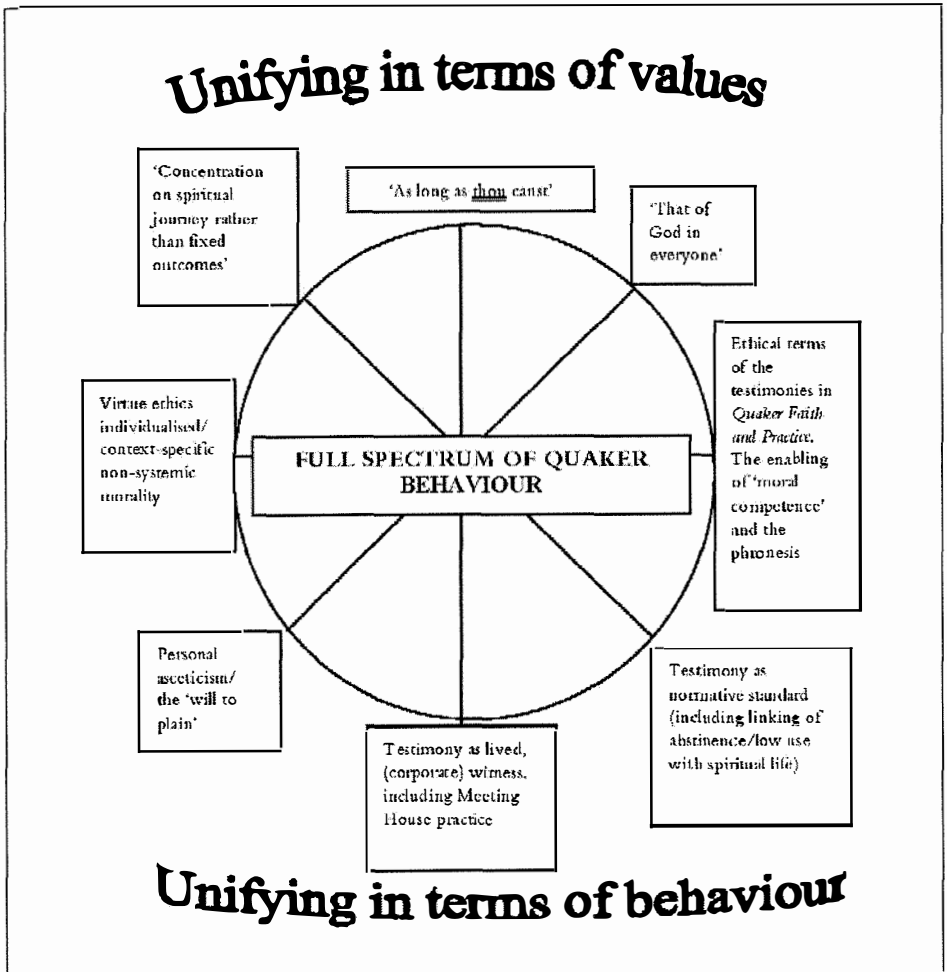 Unifying in terms of values
'Concentration
on spiritual
journey rather
than fixed
outcomes'
'As long as thou canst'
'That of
God in
everyone'
Ethical terms
of the
testimonies in
Quaker Faith
and Practice.
The enabling
of 'moral
competence'
and the
phronesis
Virtue ethics
individualised/
context-specific
non-systemic
morality
FULL SPECTRUM OF QUAKER
BEHAVIOUR
Personal
asceticism/
the 'will to
plain'
Testimony as lived,
(corporate) witness,
including Meeting
House practice
Testimony as
normative standard
(including linking of
abstinence/low use
with spiritual life)
Unifying in terms of behaviour